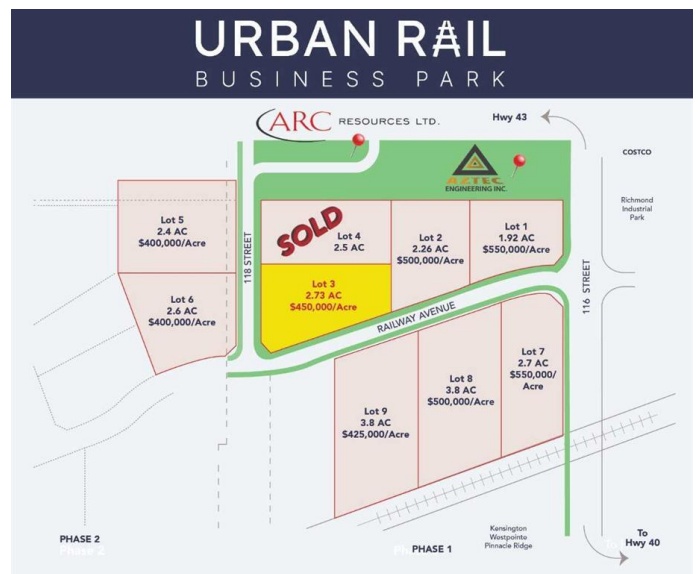 URBAN RAIL
BUSINESS PARK
ARC RESOURCES LTD.
Hwy 43
COSTCO
AZTEC
ENGINEERING INC.
Richmond
Industrial
Park
Lot 5
2.4 AC
$400,000/Acre
118 STREET
SOLD
Lot 4
2.5 AC
Lot 2
2.26 AC
$500,000/Acre
Lot 1
1.92 AC
$550,000/Acre
Lot 6
2.6 AC
$400,000/Acre
Lot 3
2.73 AC
$450,000/Acre
116 STREET
RAILWAY AVENUE
Lot 7
2.7 AC
$550,000/
Acre
Lot 8
3.8 AC
$500,000/Acre
Lot 9
3.8 AC
$425,000/Acre
PHASE 2
Phase 2
PHASE 1
Kensington
Westpointe
Pinnacle Ridge
To
Hwy 40